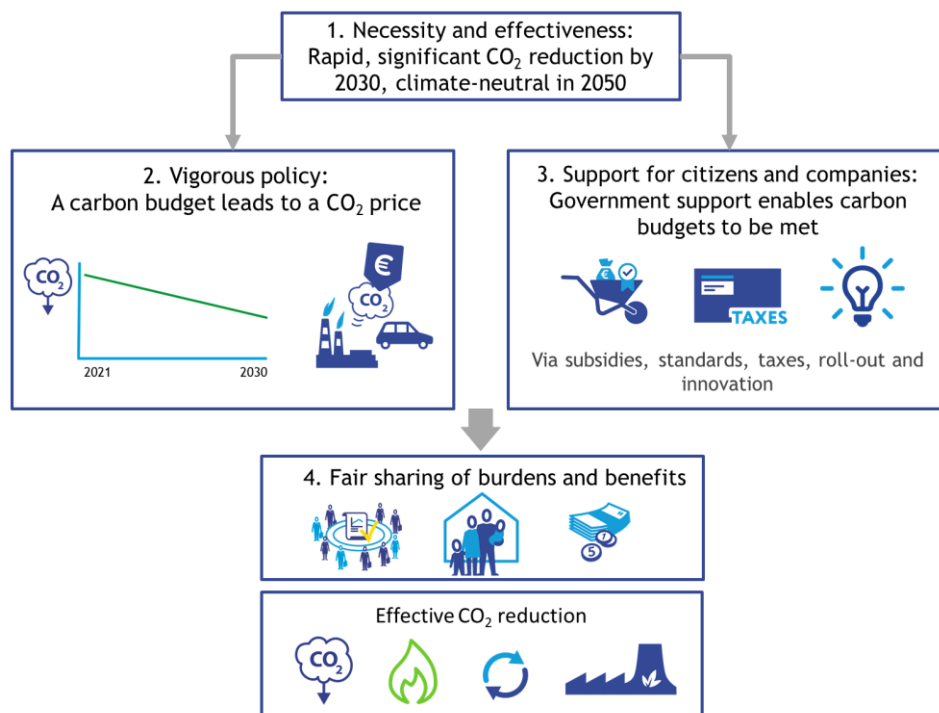 1. Necessity and effectiveness:
Rapid, significant CO₂ reduction by
2030, climate-neutral in 2050
2. Vigorous policy:
A carbon budget leads to a CO₂ price
CO₂
2021
2030
€
CO₂
3. Support for citizens and companies:
Government support enables carbon
budgets to be met
€
TAXES
Via subsidies, standards, taxes, roll-out and
innovation
4. Fair sharing of burdens and benefits
5
1
Effective CO₂ reduction
CO₂